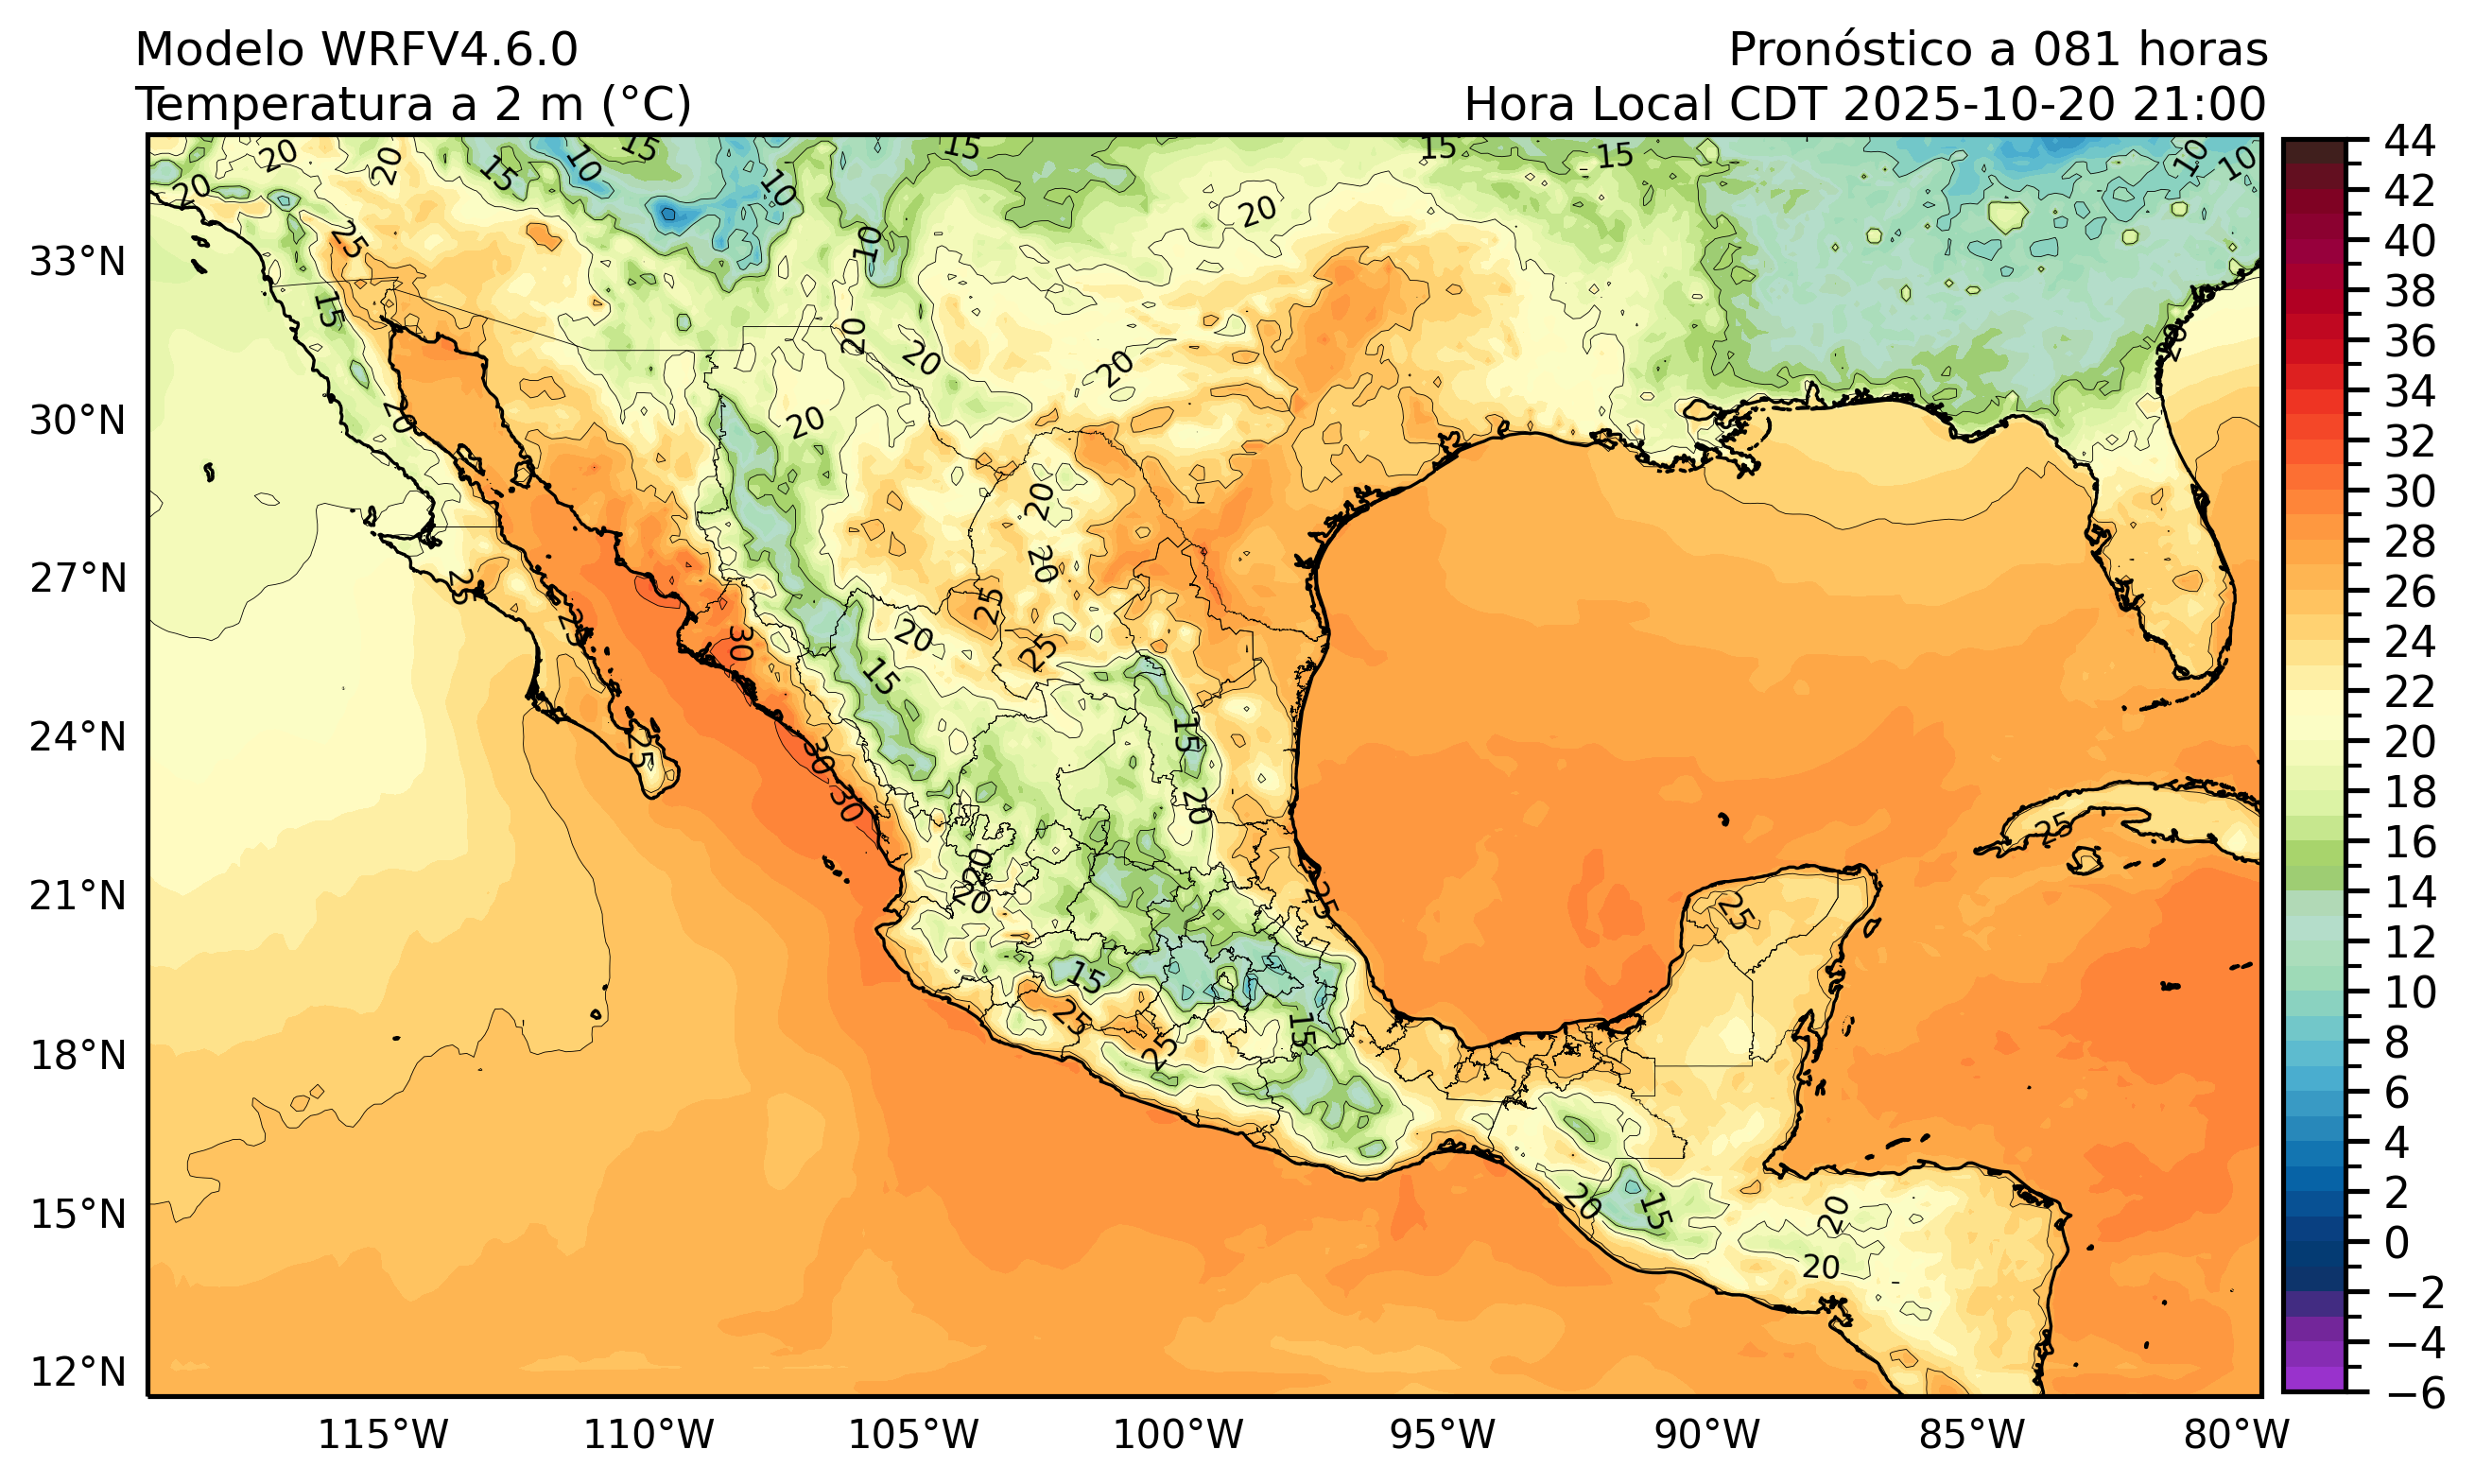 Modelo WRFV4.6.0
Pronóstico a 081 horas
Temperatura a 2 m (°C)
Hora Local CDT 2025-10-20 21:00
20 20 15 10 15 10 15 15 15 10 10
20 25 10 20 20
15 20 20 20
20 20
20 20
25 25 30 25 20 25 15
15 20 25 30 30
20 20 25 25 25
15 25 25 15
20 15 20 20
33°N
30°N
27°N
24°N
21°N
18°N
15°N
12°N
115°W 110°W 105°W 100°W 95°W 90°W 85°W 80°W
44
42
40
38
36
34
32
30
28
26
24
22
20
18
16
14
12
10
8
6
4
2
0
−2
−4
−6